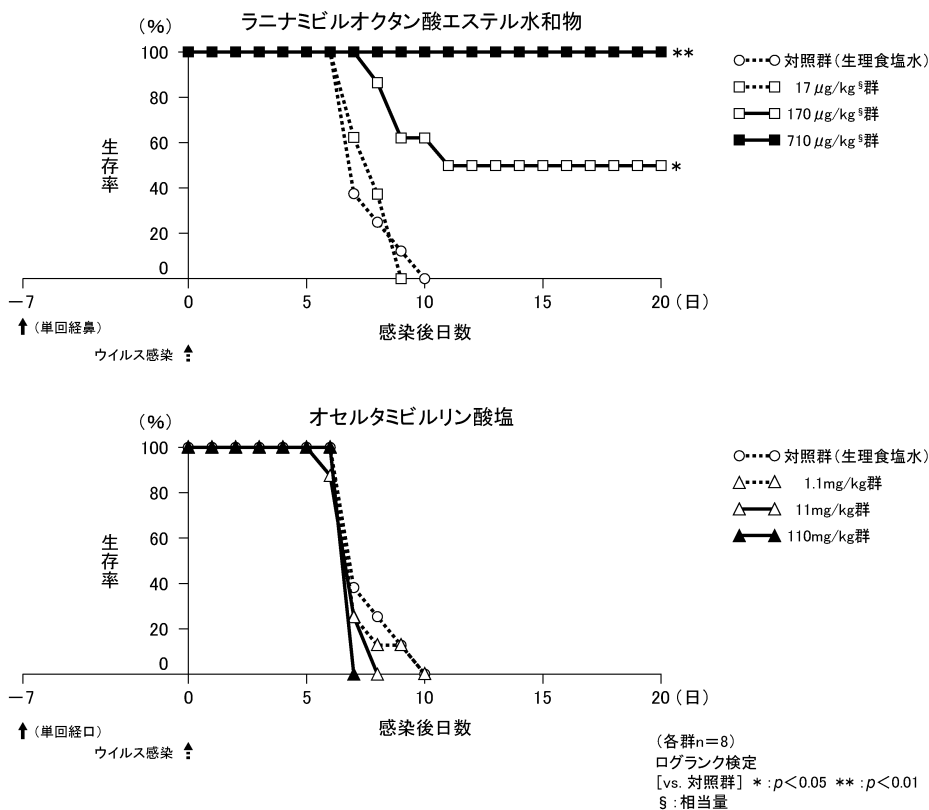 ラニナミビルオクタン酸エステル水和物
(%)
100
80
60
40
20
0
生存率
対照群(生理食塩水)
17μg/kg§群
170μg/kg§群
710μg/kg§群
**
*
−7 0 5 10 15 20(日)
(単回経鼻)
感染後日数
ウイルス感染
オセルタミビルリン酸塩
(%)
100
80
60
40
20
0
生存率
対照群(生理食塩水)
1.1mg/kg群
11mg/kg群
110mg/kg群
−7 0 5 10 15 20(日)
(単回経口)
感染後日数
ウイルス感染
(各群n=8)
ログランク検定
[vs. 対照群] *:p<0.05 **:p<0.01
§:相当量